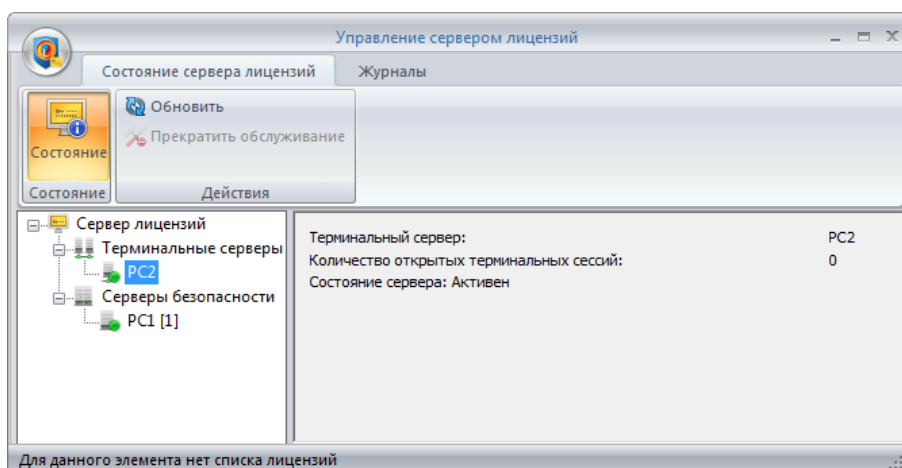 Управление сервером лицензий
Состояние сервера лицензий Журналы
Обновить
Прекратить обслуживание
Состояние
Состояние Действия
Сервер лицензий
Терминальные серверы
PC2
Серверы безопасности
PC1 [1]
Терминальный сервер: PC2
Количество открытых терминальных сессий: 0
Состояние сервера: Активен
Для данного элемента нет списка лицензий